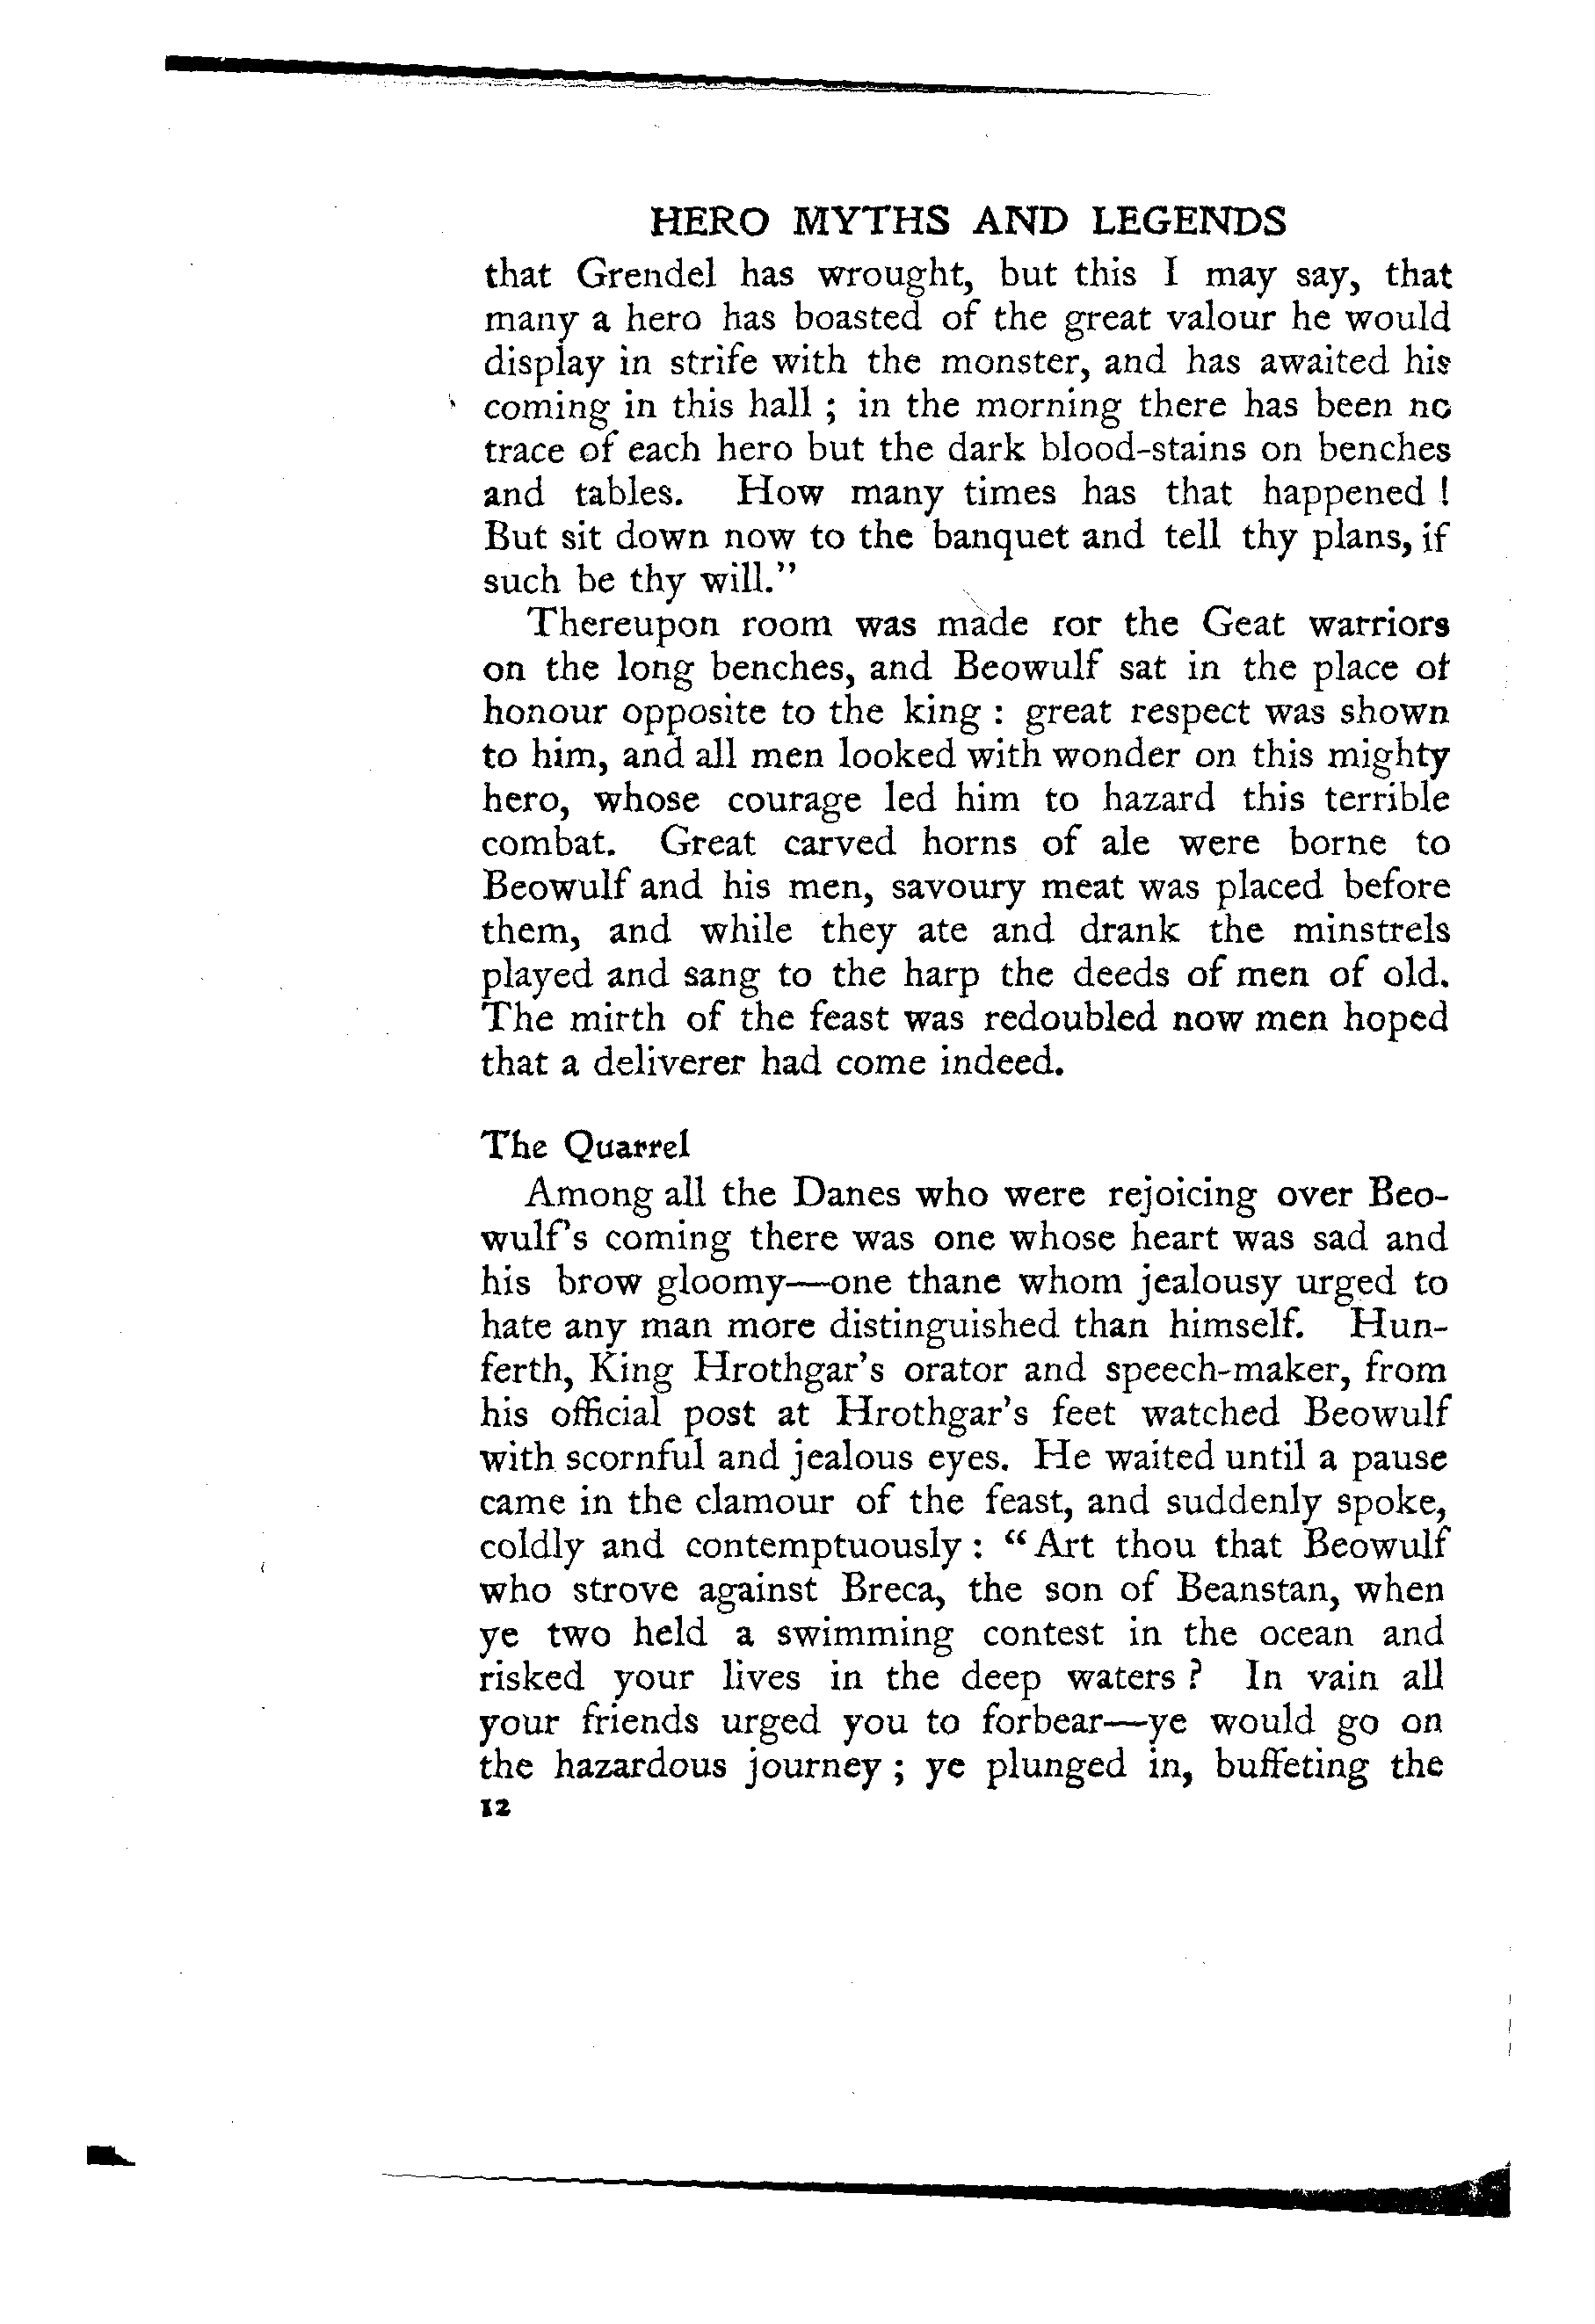 HERO MYTHS AND LEGENDS
that Grendel has wrought, but this I may say, that
many a hero has boasted of the great valour he would
display in strife with the monster, and has awaited his
coming in this hall ; in the morning there has been no
trace of each hero but the dark blood-stains on benches
and tables. How many times has that happened !
But sit down now to the banquet and tell thy plans, if
such be thy will."
Thereupon room was made for the Geat warriors
on the long benches, and Beowulf sat in the place of
honour opposite to the king : great respect was shown
to him, and all men looked with wonder on this mighty
hero, whose courage led him to hazard this terrible
combat. Great carved horns of ale were borne to
Beowulf and his men, savoury meat was placed before
them, and while they ate and drank the minstrels
played and sang to the harp the deeds of men of old.
The mirth of the feast was redoubled now men hoped
that a deliverer had come indeed.
The Quarrel
Among all the Danes who were rejoicing over Beo-
wulf's coming there was one whose heart was sad and
his brow gloomy—one thane whom jealousy urged to
hate any man more distinguished than himself. Hun-
ferth, King Hrothgar's orator and speech-maker, from
his official post at Hrothgar's feet watched Beowulf
with scornful and jealous eyes. He waited until a pause
came in the clamour of the feast, and suddenly spoke,
coldly and contemptuously : "Art thou that Beowulf
who strove against Breca, the son of Beanstan, when
ye two held a swimming contest in the ocean and
risked your lives in the deep waters ? In vain all
your friends urged you to forbear—ye would go on
the hazardous journey ; ye plunged in, buffeting the
12